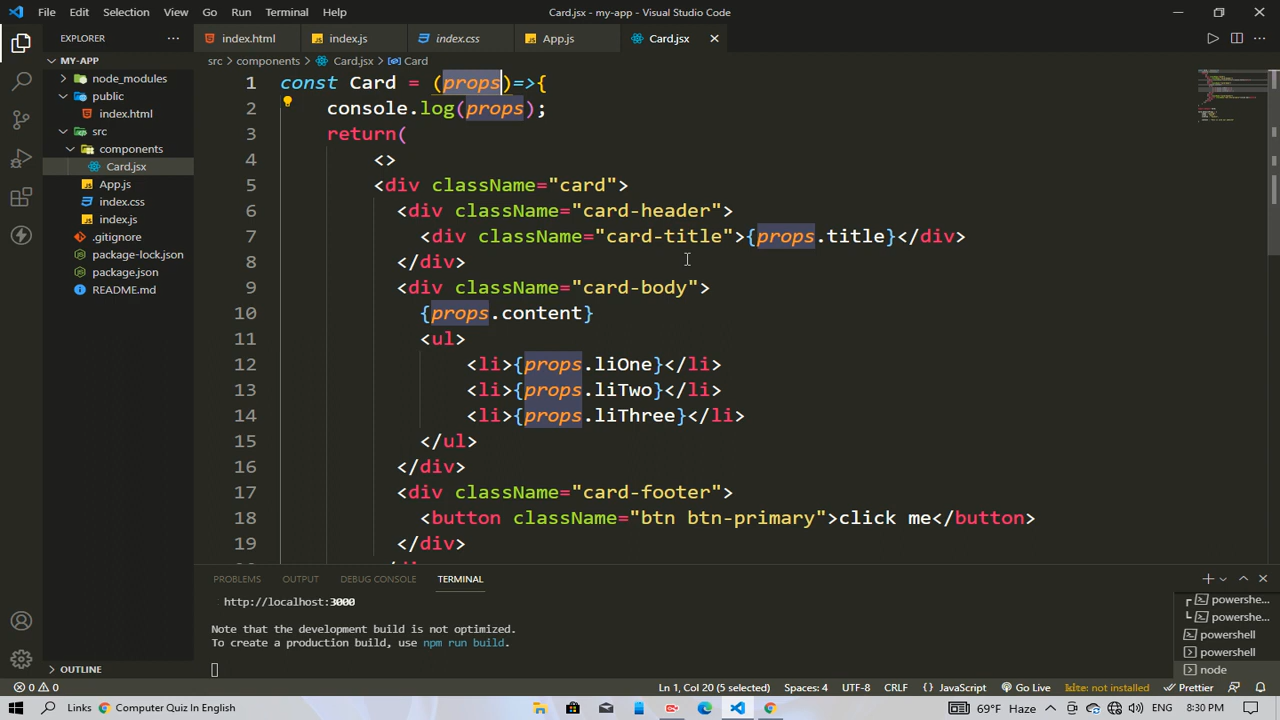 File Edit Selection View Go Run Terminal Help Card.jsx - my-app - Visual Studio Code
EXPLORER
index.html index.js index.css App.js Card.jsx
MY-APP
src > components > Card.jsx > Card
node_modules
public
index.html
src
components
Card.jsx
App.js
index.css
index.js
.gitignore
package-lock.json
package.json
README.md
1 const Card = (props)=>{
2 console.log(props);
3 return(
4 <>
5 <div className="card">
6 <div className="card-header">
7 <div className="card-title">{props.title}</div>
8 </div>
9 <div className="card-body">
10 {props.content}
11 <ul>
12 <li>{props.liOne}</li>
13 <li>{props.liTwo}</li>
14 <li>{props.liThree}</li>
15 </ul>
16 </div>
17 <div className="card-footer">
18 <button className="btn btn-primary">click me</button>
19 </div>
PROBLEMS OUTPUT DEBUG CONSOLE TERMINAL
http://localhost:3000
Note that the development build is not optimized.
To create a production build, use npm run build.
powershe...
powershe...
powershell
powershell
node
OUTLINE
0 0 Ln 1, Col 20 (5 selected) Spaces: 4 UTF-8 CRLF {} JavaScript Go Live not installed Prettier
Links Computer Quiz In English 69°F Haze ENG 8:30 PM